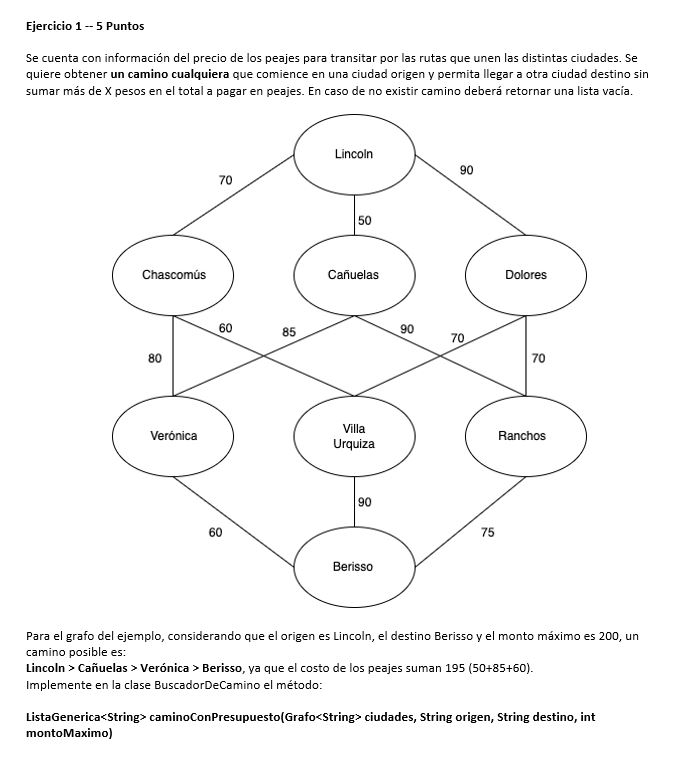 Ejercicio 1 -- 5 Puntos
Se cuenta con información del precio de los peajes para transitar por las rutas que unen las distintas ciudades. Se
quiere obtener un camino cualquiera que comience en una ciudad origen y permita llegar a otra ciudad destino sin
sumar más de X pesos en el total a pagar en peajes. En caso de no existir camino deberá retornar una lista vacía.
Lincoln
70
90
50
Chascomús
Cañuelas
Dolores
60
85
90
70
80
70
Verónica
Villa
Urquiza
Ranchos
90
60
75
Berisso
Para el grafo del ejemplo, considerando que el origen es Lincoln, el destino Berisso y el monto máximo es 200, un
camino posible es:
Lincoln > Cañuelas > Verónica > Berisso, ya que el costo de los peajes suman 195 (50+85+60).
Implemente en la clase BuscadorDeCamino el método:
ListaGenerica<String> caminoConPresupuesto(Grafo<String> ciudades, String origen, String destino, int
montoMaximo)